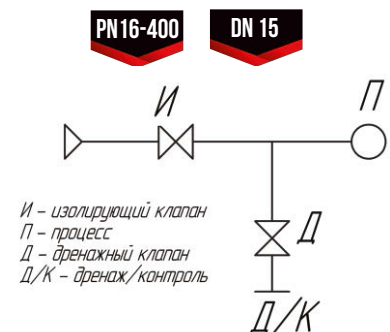 PN16-400
DN 15
И
П
И – изолирующий клапан
П – процесс
Д – дренажный клапан
Д/К – дренаж/контроль
Д
Д/К